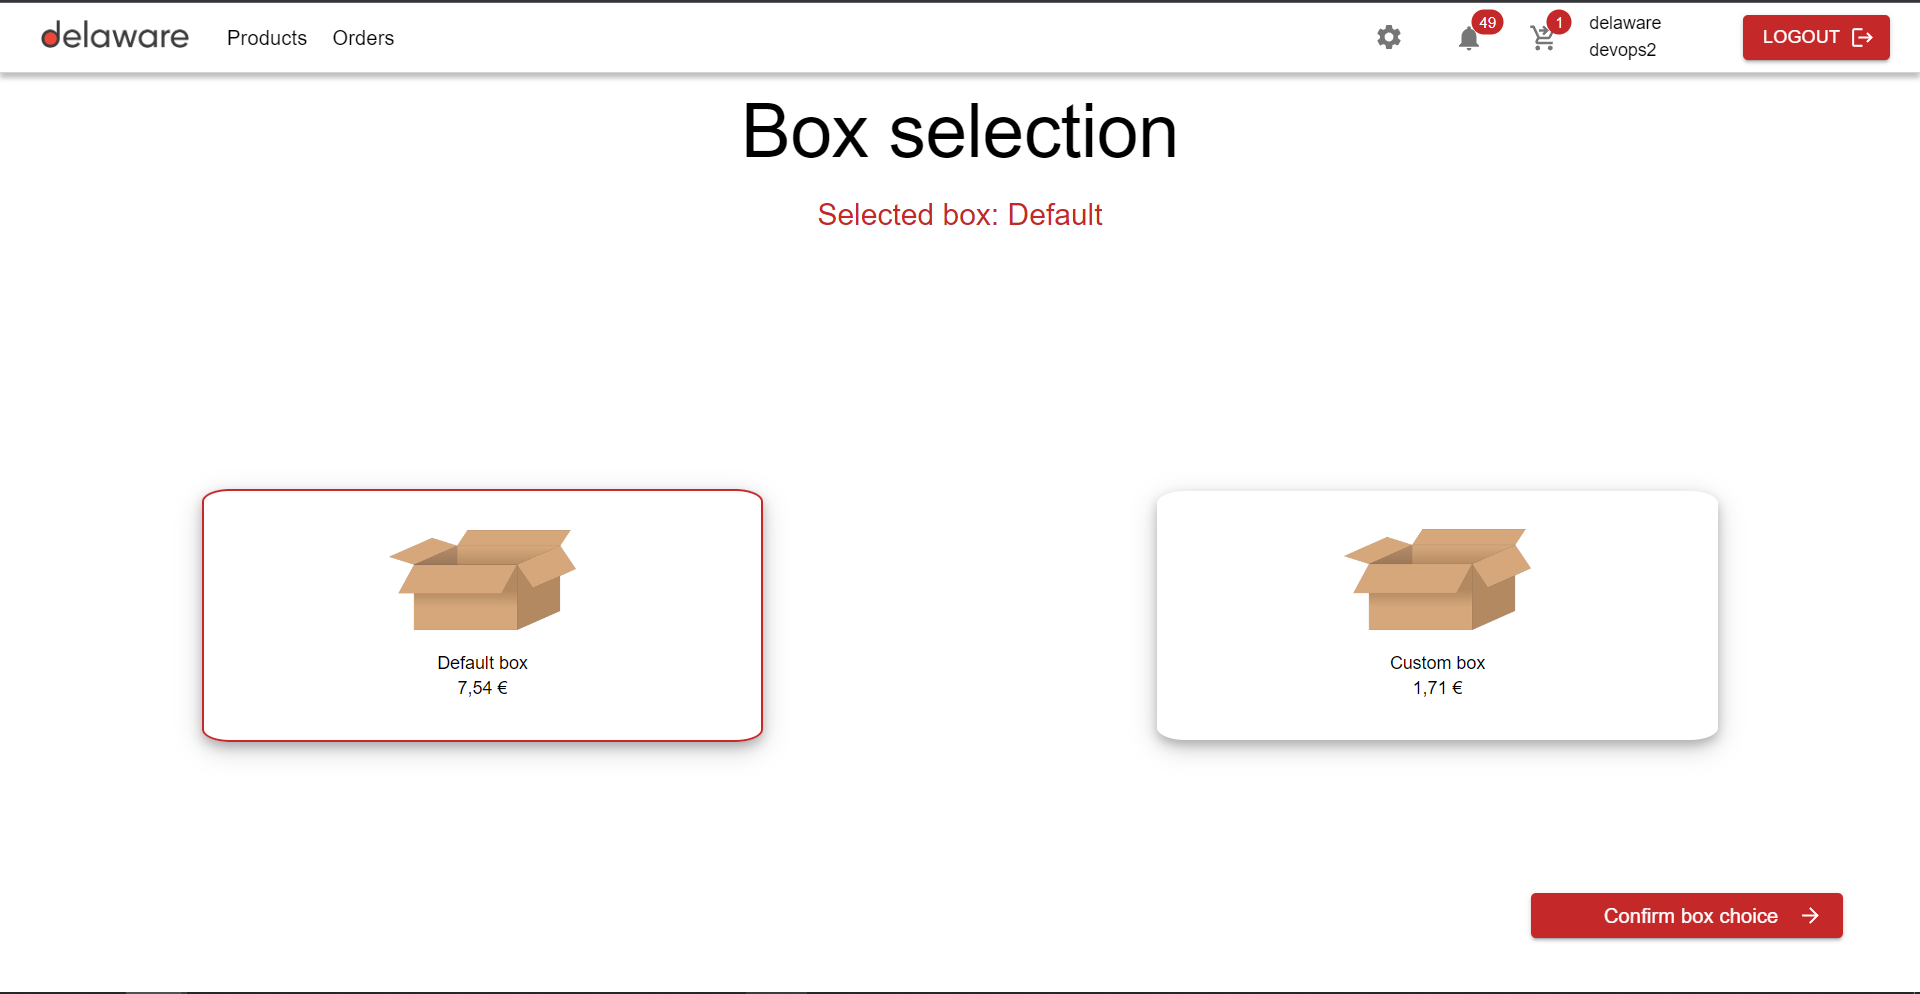 delaware
Products
Orders
49
1
delaware
devops2
LOGOUT
Box selection
Selected box: Default
Default box
7,54 €
Custom box
1,71 €
Confirm box choice